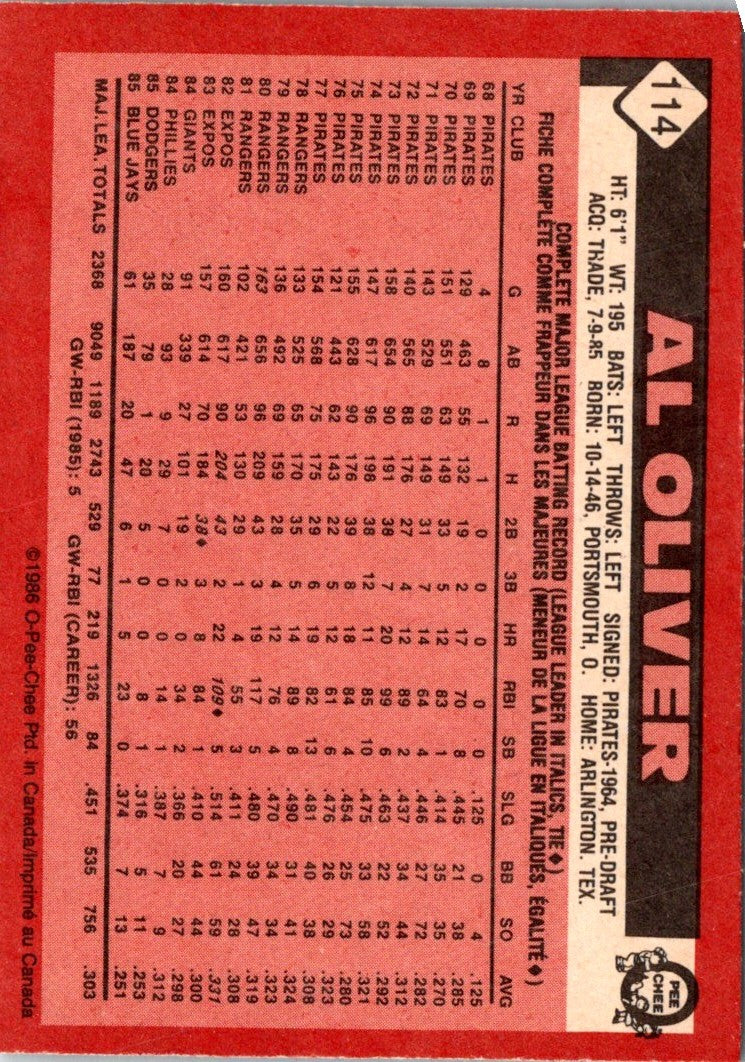 114
AL OLIVER
HT: 6'1" WT: 195 BATS: LEFT THROWS: LEFT SIGNED: PIRATES-1964, PRE-DRAFT
ACQ: TRADE, 7-9-85 BORN: 10-14-46, PORTSMOUTH, O. HOME: ARLINGTON, TEX.
O PEE CHEE
COMPLETE MAJOR LEAGUE BATTING RECORD (LEAGUE LEADER IN ITALICS, TIE ♦)
FICHE COMPLÈTE COMME FRAPPEUR DANS LES MAJEURES (MENEUR DE LA LIGUE EN ITALIQUES, ÉGALITÉ ♦)
YR CLUB G AB R H 2B 3B HR RBI SB SLG BB SO AVG
68 PIRATES 4 8 1 1 0 0 0 0 0 .125 0 4 .125
69 PIRATES 129 463 55 132 19 2 17 70 8 .445 21 38 .285
70 PIRATES 151 551 63 149 33 5 12 83 1 .414 35 35 .270
71 PIRATES 143 529 69 149 31 7 14 64 4 .446 27 72 .282
72 PIRATES 140 565 88 176 27 4 12 89 2 .437 34 44 .312
73 PIRATES 158 654 90 191 38 7 20 99 6 .463 22 52 .292
74 PIRATES 147 617 96 198 38 12 11 85 10 .475 33 58 .321
75 PIRATES 155 628 90 176 39 8 18 84 4 .454 25 73 .280
76 PIRATES 121 443 62 143 22 5 12 61 6 .476 26 29 .323
77 PIRATES 154 568 75 175 29 6 19 82 13 .481 40 38 .308
78 RANGERS 133 525 65 170 35 5 14 89 8 .490 31 41 .324
79 RANGERS 136 492 69 159 28 4 12 76 4 .470 34 34 .323
80 RANGERS 163 656 96 209 43 3 19 117 5 .480 39 47 .319
81 RANGERS 102 421 53 130 29 1 4 55 3 .411 24 28 .308
82 EXPOS 160 617 90 204 43 2 22 109♦ 5 .514 61 59 .331
83 EXPOS 157 614 70 184 38♦ 3 8 84 1 .410 44 44 .300
84 GIANTS 91 339 27 101 19 2 0 34 2 .366 20 27 .298
84 PHILLIES 28 93 9 29 7 0 0 14 1 .387 7 9 .312
85 DODGERS 35 79 1 20 5 0 0 8 1 .316 5 11 .253
85 BLUE JAYS 61 187 20 47 6 1 5 23 0 .374 7 13 .251
MAJ. LEA. TOTALS 2368 9049 1189 2743 529 77 219 1326 84 .451 535 756 .303
GW-RBI (1985): 5 GW-RBI (CAREER): 56
©1986 O-Pee-Chee Ptd. in Canada/Imprimé au Canada